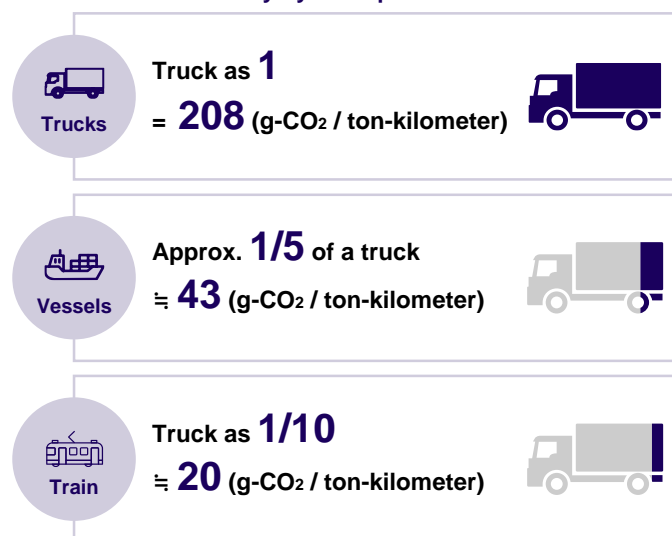 Trucks
Truck as 1
= 208 (g-CO2 / ton-kilometer)
Vessels
Approx. 1/5 of a truck
≒ 43 (g-CO2 / ton-kilometer)
Train
Truck as 1/10
≒ 20 (g-CO2 / ton-kilometer)